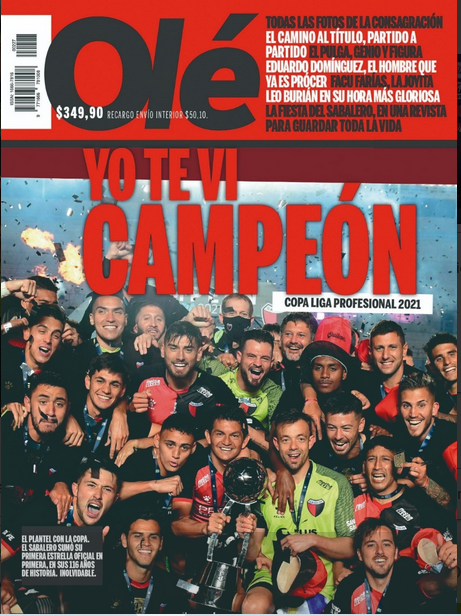 Olé
$349,90 RECARGO ENVÍO INTERIOR $50.10.
TODAS LAS FOTOS DE LA CONSAGRACIÓN
EL CAMINO AL TÍTULO, PARTIDO A
PARTIDO EL PULGA, GENIO Y FIGURA
EDUARDO DOMÍNGUEZ, EL HOMBRE QUE
YA ES PRÓCER FACU FARÍAS, LA JOYITA
LEO BURIÁN EN SU HORA MÁS GLORIOSA
LA FIESTA DEL SABALERO, EN UNA REVISTA
PARA GUARDAR TODA LA VIDA
YO TE VI
CAMPEÓN
COPA LIGA PROFESIONAL 2021
EL PLANTEL CON LA COPA.
EL SABALERO SUMÓ SU
PRIMERA ESTRELLA OFICIAL EN
PRIMERA, EN SUS 116 AÑOS
DE HISTORIA. INOLVIDABLE.